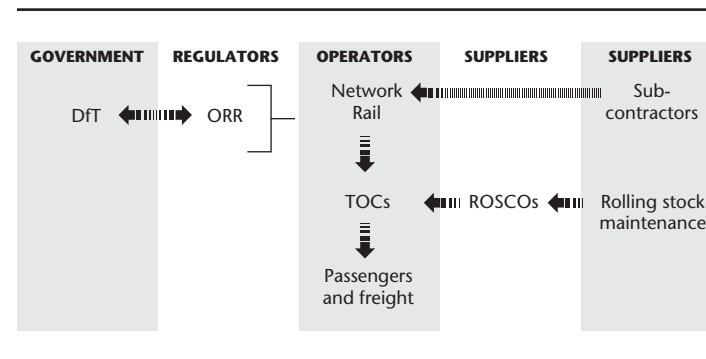 GOVERNMENT REGULATORS OPERATORS SUPPLIERS SUPPLIERS
Network
Rail
Sub-
contractors
DfT ORR
TOCs ROSCOs Rolling stock
maintenance
Passengers
and freight